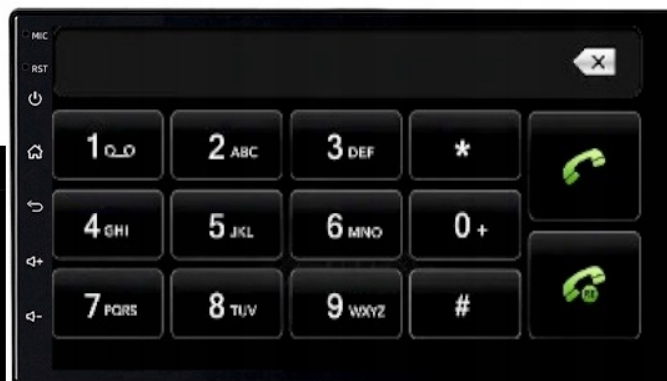 MIC
RST
1
2 ABC
3 DEF
*
4 GHI
5 JKL
6 MNO
0 +
7 PQRS
8 TUV
9 WXYZ
#